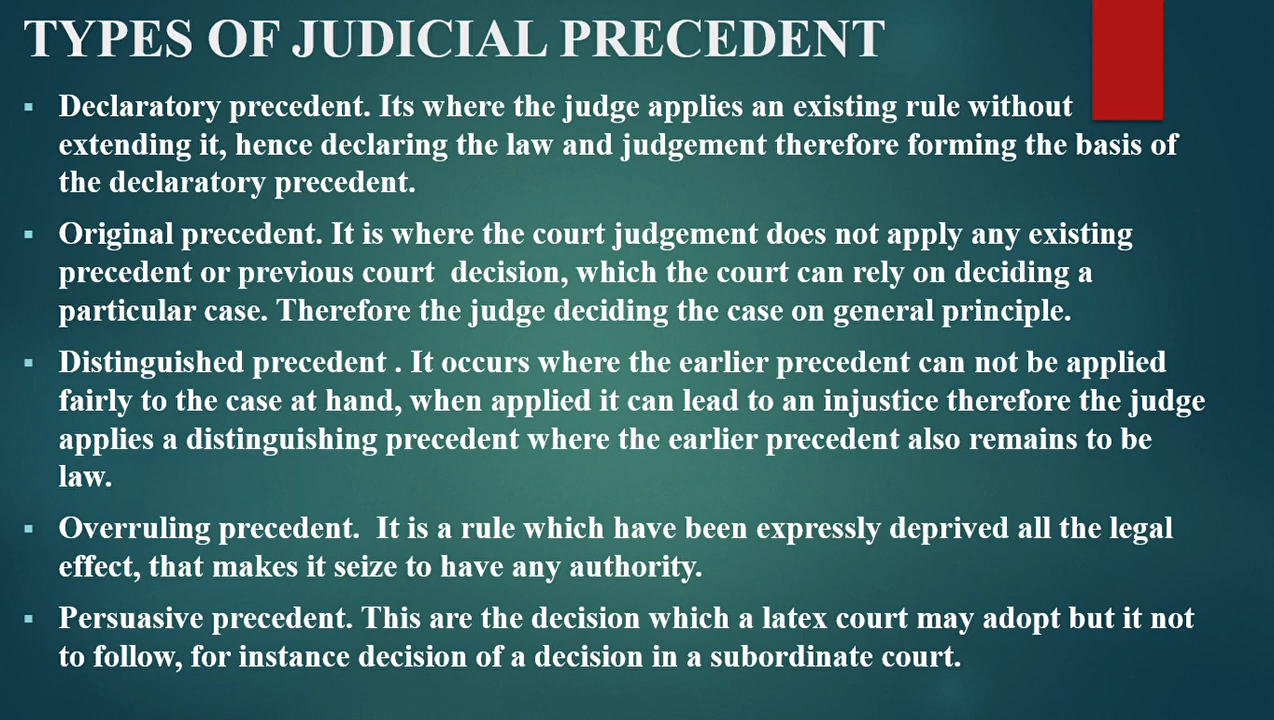 TYPES OF JUDICIAL PRECEDENT
▪ Declaratory precedent. Its where the judge applies an existing rule without
extending it, hence declaring the law and judgement therefore forming the basis of
the declaratory precedent.
▪ Original precedent. It is where the court judgement does not apply any existing
precedent or previous court decision, which the court can rely on deciding a
particular case. Therefore the judge deciding the case on general principle.
▪ Distinguished precedent . It occurs where the earlier precedent can not be applied
fairly to the case at hand, when applied it can lead to an injustice therefore the judge
applies a distinguishing precedent where the earlier precedent also remains to be
law.
▪ Overruling precedent. It is a rule which have been expressly deprived all the legal
effect, that makes it seize to have any authority.
▪ Persuasive precedent. This are the decision which a latex court may adopt but it not
to follow, for instance decision of a decision in a subordinate court.